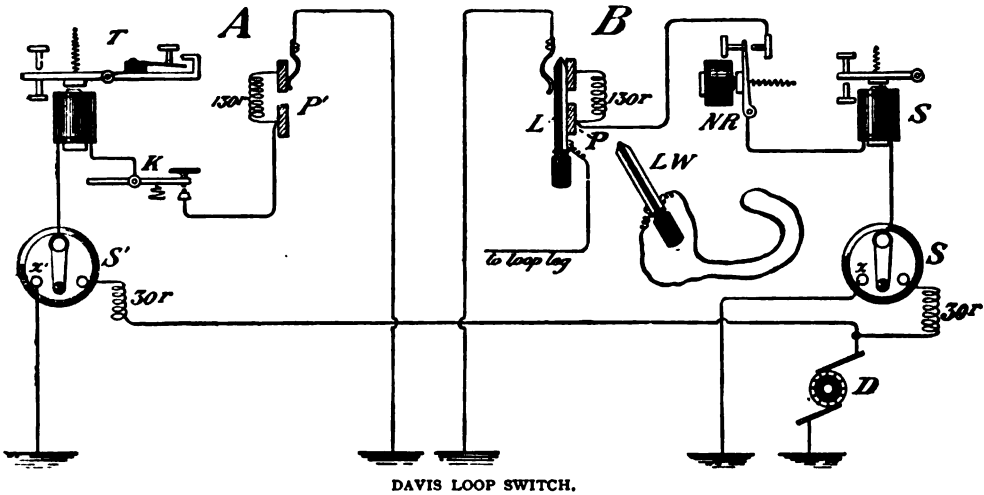 A
B
T
130r
P'
130r
L
P
NR
S
K
LW
S'
z'
30r
to loop leg
S
z
30r
D
DAVIS LOOP SWITCH.